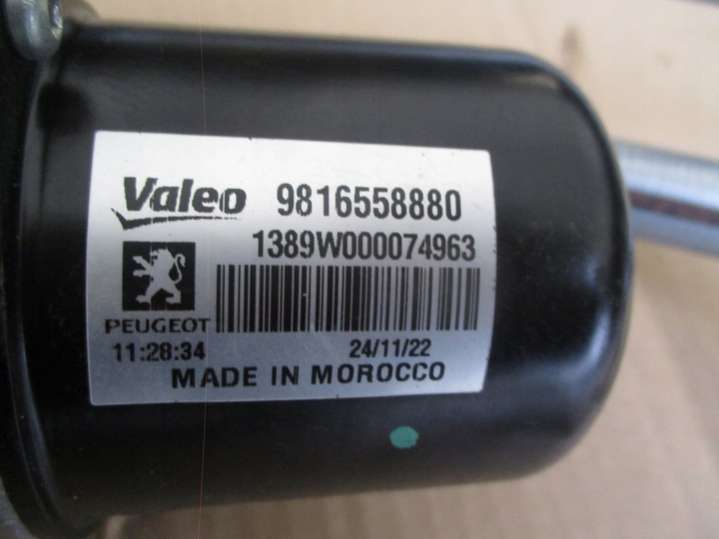 Valeo 9816558880
1389W000074963
PEUGEOT
11:28:34 24/11/22
MADE IN MOROCCO